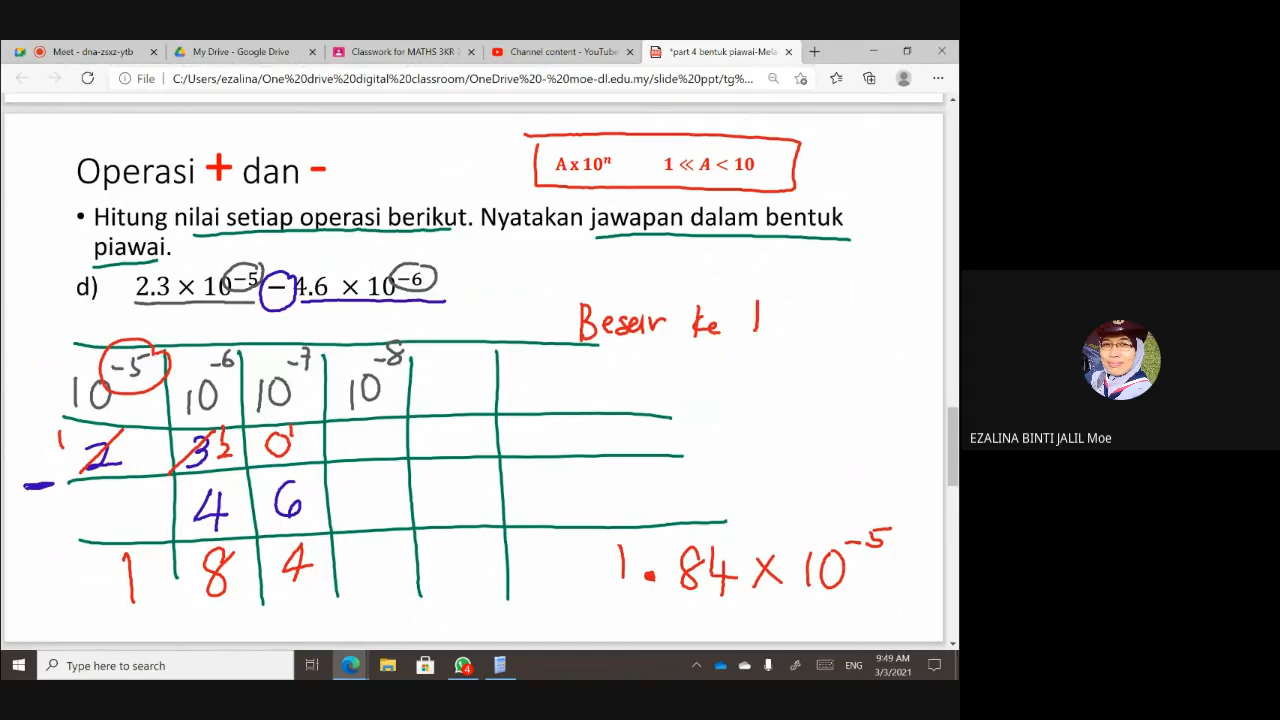 Meet - dna-zsxz-ytb
My Drive - Google Drive
Classwork for MATHS 3KR 2
Channel content - YouTube
*part 4 bentuk piawai-Mela
File
C:/Users/ezalina/One%20drive%20digital%20classroom/OneDrive%20-%20moe-dl.edu.my/slide%20ppt/tg%...
Operasi + dan -
A x 10ⁿ 1 ≪ A < 10
• Hitung nilai setiap operasi berikut. Nyatakan jawapan dalam bentuk
piawai.
d) 2.3 × 10⁻⁵ − 4.6 × 10⁻⁶
Besar ke 1
10⁻⁵ 10⁻⁶ 10⁻⁷ 10⁻⁸
1 2 3 12 0 1
- 4 6
1 8 4
1.84 × 10⁻⁵
EZALINA BINTI JALIL Moe
Type here to search
4
ENG
9:49 AM
3/3/2021